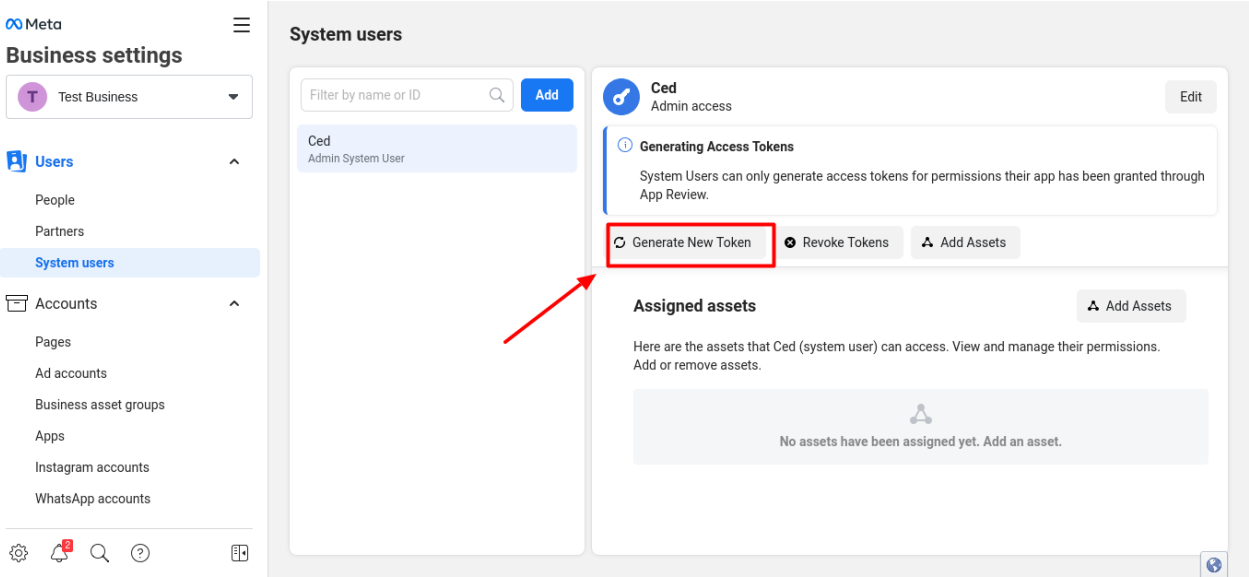 Meta
Business settings
T
Test Business
Users
People
Partners
System users
Accounts
Pages
Ad accounts
Business asset groups
Apps
Instagram accounts
WhatsApp accounts
2
System users
Filter by name or ID
Add
Ced
Admin System User
Ced
Admin access
Edit
Generating Access Tokens
System Users can only generate access tokens for permissions their app has been granted through
App Review.
Generate New Token
Revoke Tokens
Add Assets
Assigned assets
Add Assets
Here are the assets that Ced (system user) can access. View and manage their permissions.
Add or remove assets.
No assets have been assigned yet. Add an asset.